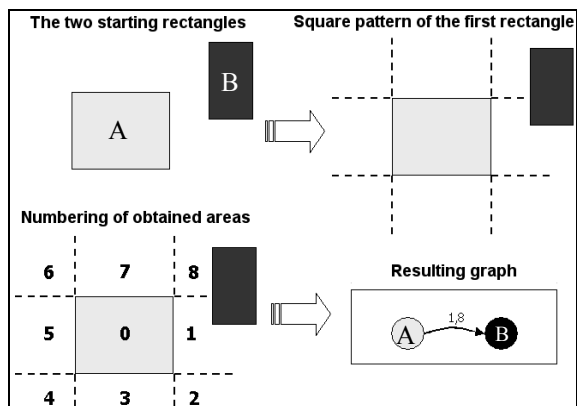 The two starting rectangles
Square pattern of the first rectangle
A
B
Numbering of obtained areas
6 7 8
5 0 1
4 3 2
Resulting graph
A 1,8 B